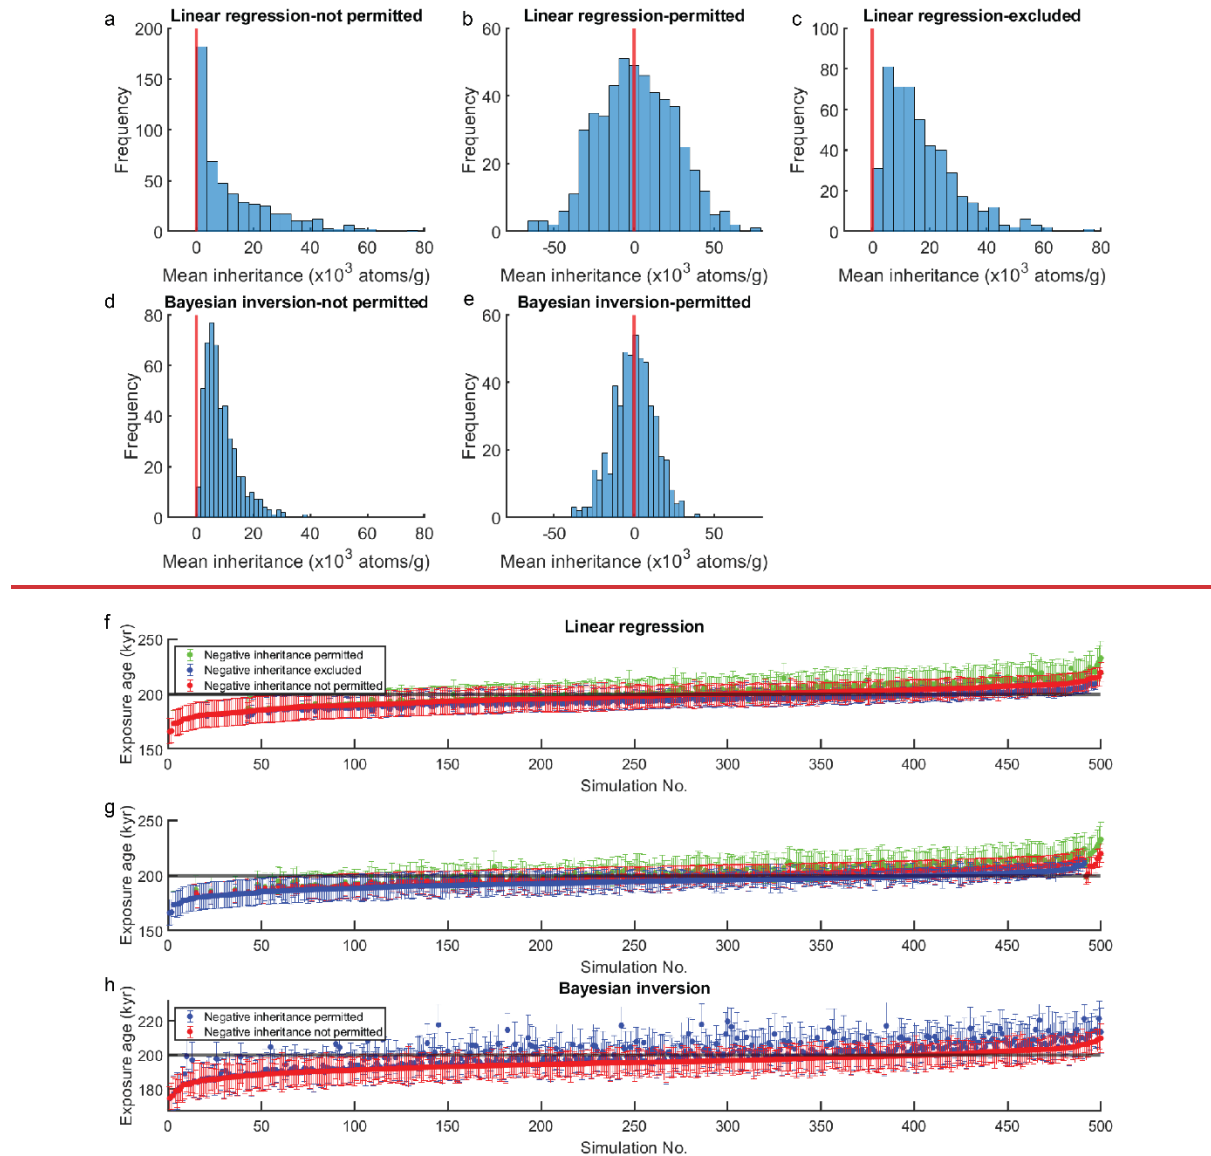 a
Linear regression-not permitted
200
150
100
50
0
Frequency
0 20 40 60 80
Mean inheritance (x10³ atoms/g)
b
Linear regression-permitted
60
40
20
0
Frequency
-50 0 50
Mean inheritance (x10³ atoms/g)
c
Linear regression-excluded
100
80
60
40
20
0
Frequency
0 20 40 60 80
Mean inheritance (x10³ atoms/g)
d
Bayesian inversion-not permitted
80
60
40
20
0
Frequency
0 20 40 60 80
Mean inheritance (x10³ atoms/g)
e
Bayesian inversion-permitted
60
40
20
0
Frequency
-50 0 50
Mean inheritance (x10³ atoms/g)
f
Linear regression
250
200
150
Exposure age (kyr)
Negative inheritance permitted
Negative inheritance excluded
Negative inheritance not permitted
0 50 100 150 200 250 300 350 400 450 500
Simulation No.
g
250
200
150
Exposure age (kyr)
0 50 100 150 200 250 300 350 400 450 500
Simulation No.
h
Bayesian inversion
220
200
180
Exposure age (kyr)
Negative inheritance permitted
Negative inheritance not permitted
0 50 100 150 200 250 300 350 400 450 500
Simulation No.